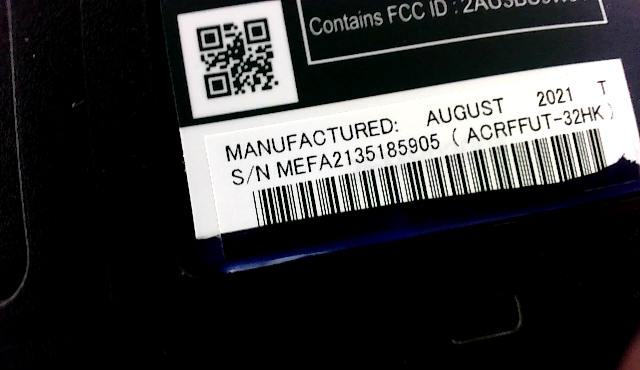 Contains FCC ID :
MANUFACTURED: AUGUST 2021 T
S/N MEFA2135185905 ( ACRFFUT-32HK )